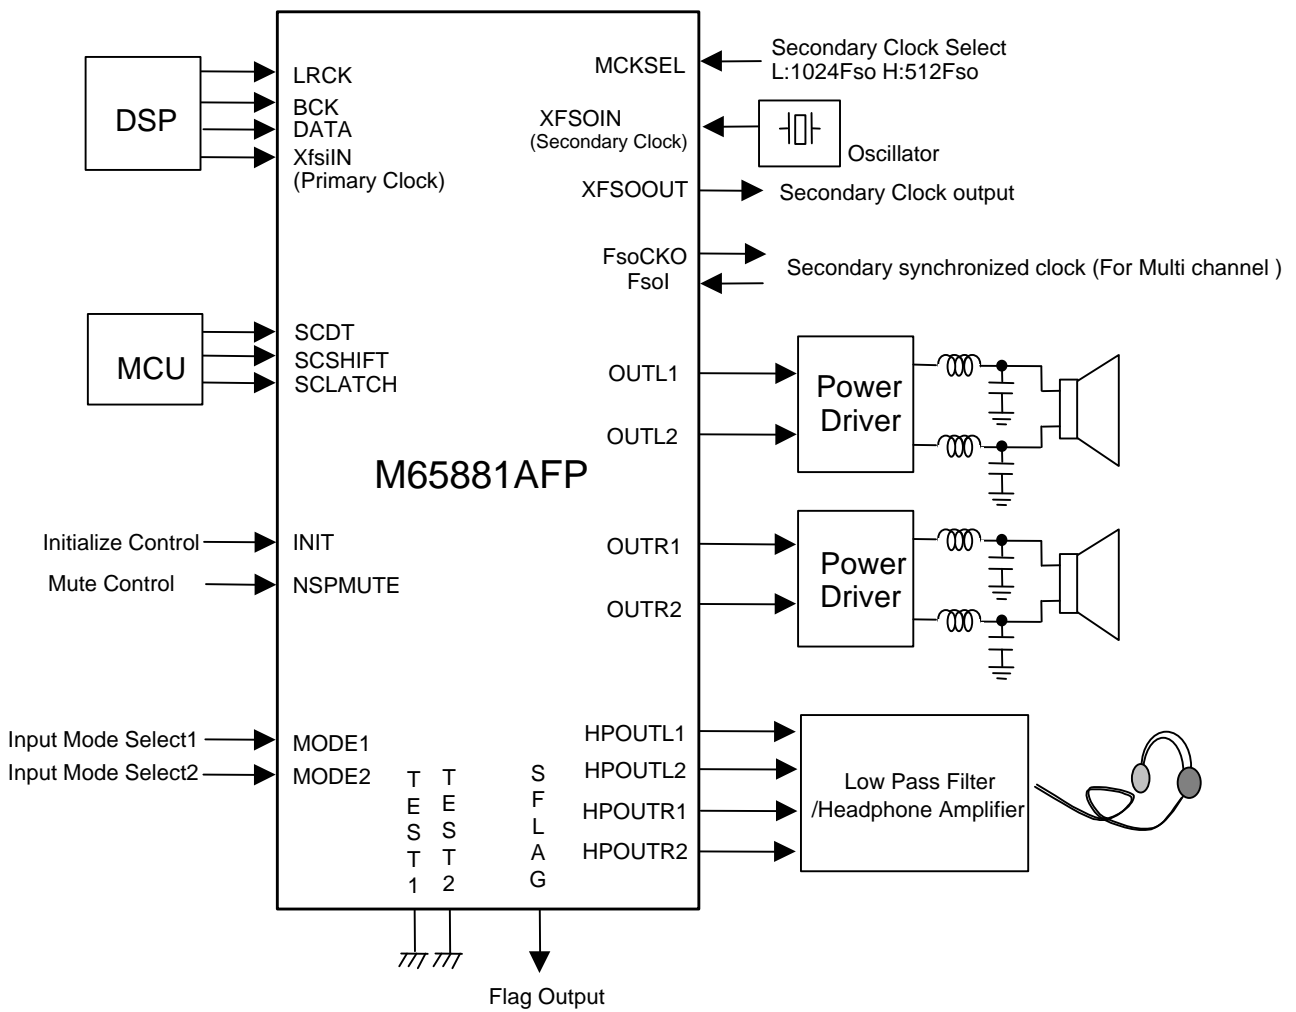 DSP
LRCK
BCK
DATA
XfsiIN
(Primary Clock)
MCU
SCDT
SCSHIFT
SCLATCH
M65881AFP
Initialize Control
INIT
Mute Control
NSPMUTE
Input Mode Select1
MODE1
Input Mode Select2
MODE2
TEST1
TEST2
SFLAG
Flag Output
MCKSEL
Secondary Clock Select
L:1024Fso H:512Fso
XFSOIN
(Secondary Clock)
Oscillator
XFSOOUT
Secondary Clock output
FsoCKO
FsoI
Secondary synchronized clock (For Multi channel )
OUTL1
OUTL2
Power
Driver
OUTR1
OUTR2
Power
Driver
HPOUTL1
HPOUTL2
HPOUTR1
HPOUTR2
Low Pass Filter
/Headphone Amplifier